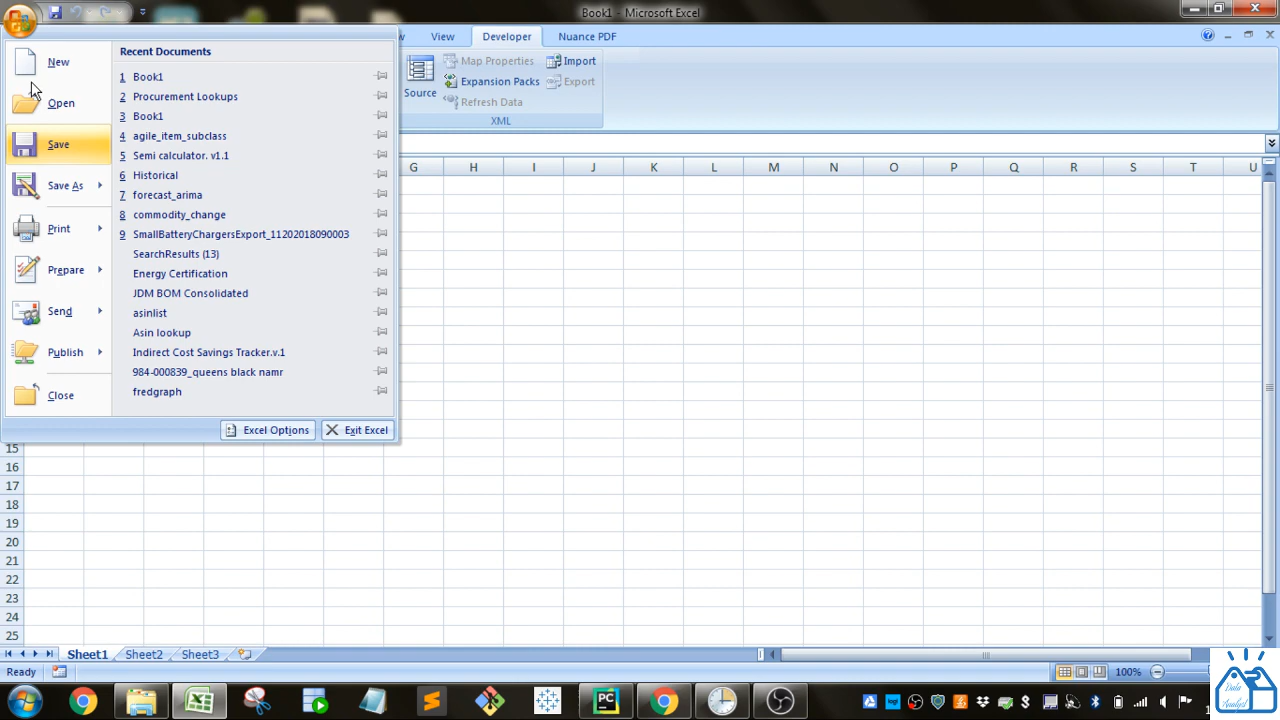 Book1 - Microsoft Excel
View Developer Nuance PDF
New
Open
Save
Save As
Print
Prepare
Send
Publish
Close
Recent Documents
1 Book1
2 Procurement Lookups
3 Book1
4 agile_item_subclass
5 Semi calculator. v1.1
6 Historical
7 forecast_arima
8 commodity_change
9 SmallBatteryChargersExport_11202018090003
SearchResults (13)
Energy Certification
JDM BOM Consolidated
asinlist
Asin lookup
Indirect Cost Savings Tracker.v.1
984-000839_queens black namr
fredgraph
Excel Options Exit Excel
Source
Map Properties Import
Expansion Packs Export
Refresh Data
XML
G H I J K L M N O P Q R S T U
15
16
17
18
19
20
21
22
23
24
25
Sheet1 Sheet2 Sheet3
Ready 100%
PC
Data
Analyst